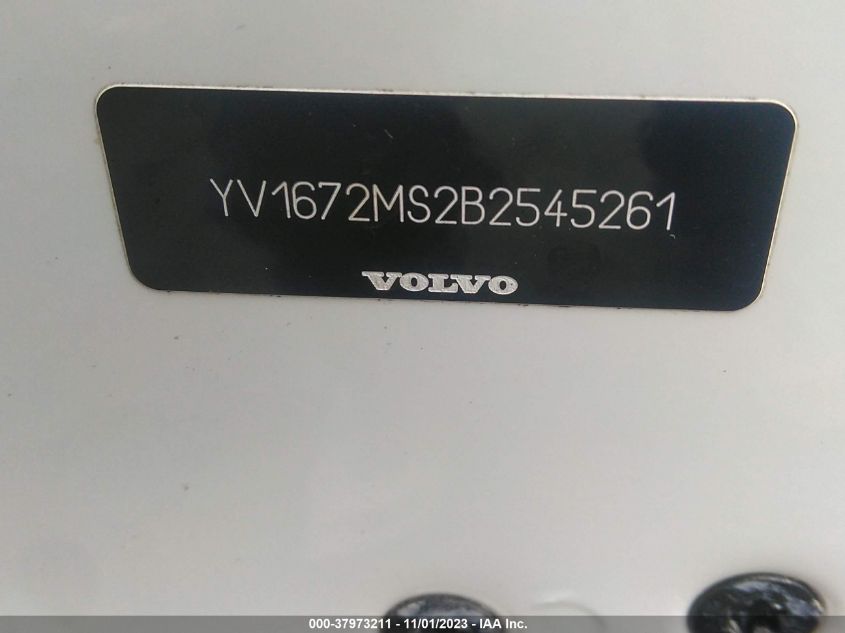 YV1672MS2B2545261
VOLVO
000-37973211 - 11/01/2023 - IAA Inc.